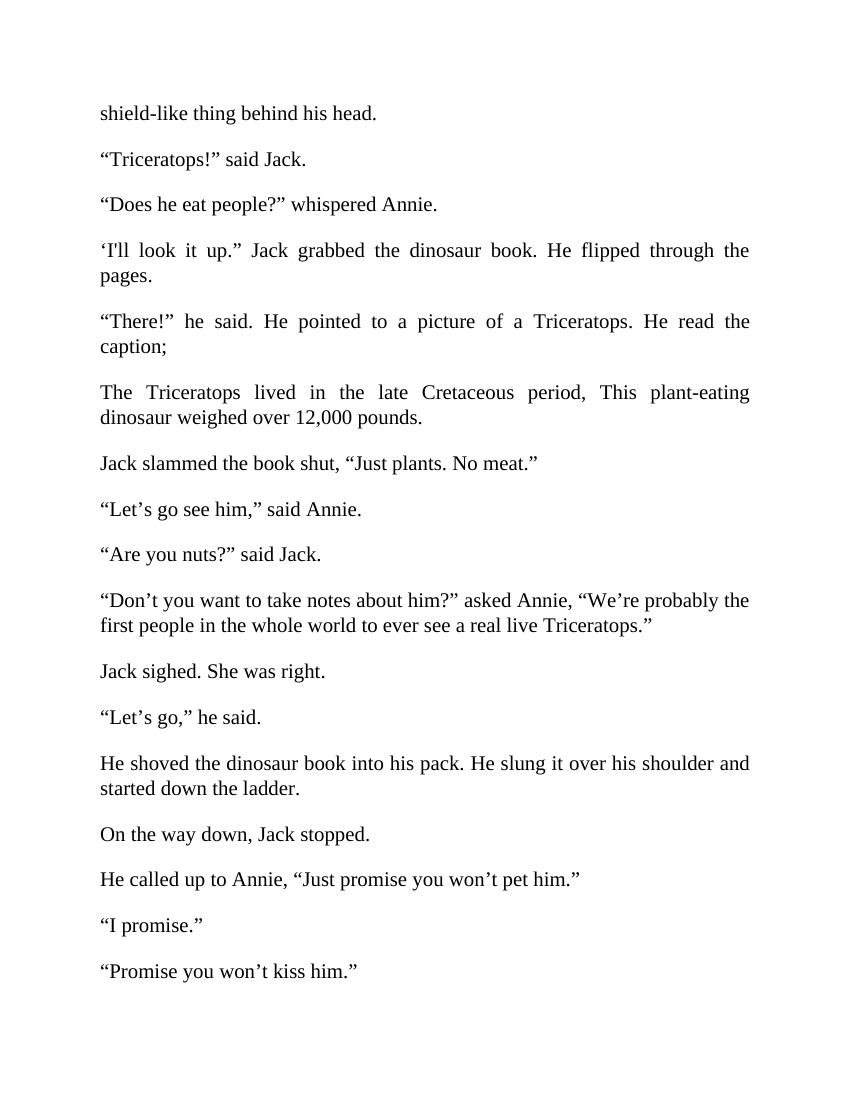 shield-like thing behind his head.
“Triceratops!” said Jack.
“Does he eat people?” whispered Annie.
‘I'll look it up.” Jack grabbed the dinosaur book. He flipped through the
pages.
“There!” he said. He pointed to a picture of a Triceratops. He read the
caption;
The Triceratops lived in the late Cretaceous period, This plant-eating
dinosaur weighed over 12,000 pounds.
Jack slammed the book shut, “Just plants. No meat.”
“Let’s go see him,” said Annie.
“Are you nuts?” said Jack.
“Don’t you want to take notes about him?” asked Annie, “We’re probably the
first people in the whole world to ever see a real live Triceratops.”
Jack sighed. She was right.
“Let’s go,” he said.
He shoved the dinosaur book into his pack. He slung it over his shoulder and
started down the ladder.
On the way down, Jack stopped.
He called up to Annie, “Just promise you won’t pet him.”
“I promise.”
“Promise you won’t kiss him.”